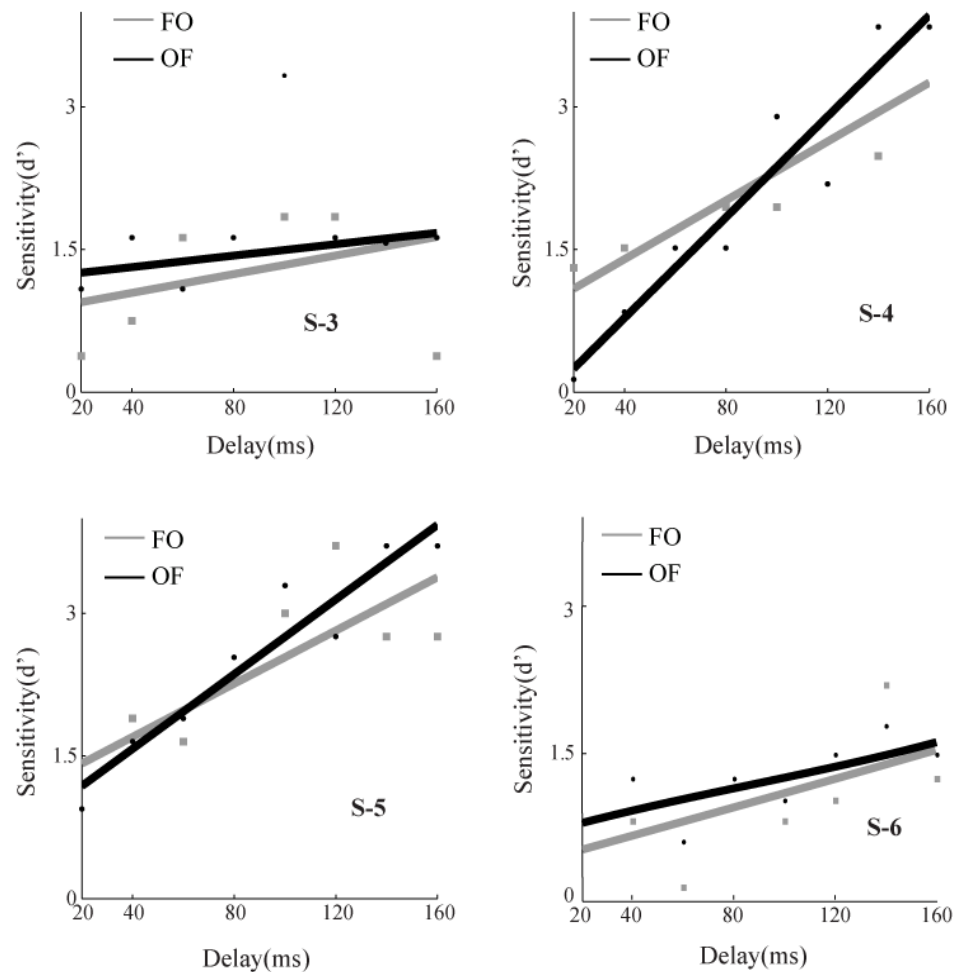 FO
OF
Sensitivity(d')
3
1.5
0
20 40 80 120 160
Delay(ms)
S-3
FO
OF
Sensitivity(d')
3
1.5
0
20 40 80 120 160
Delay(ms)
S-4
FO
OF
Sensitivity(d')
3
1.5
0
20 40 80 120 160
Delay(ms)
S-5
FO
OF
Sensitivity(d')
3
1.5
0
20 40 80 120 160
Delay(ms)
S-6